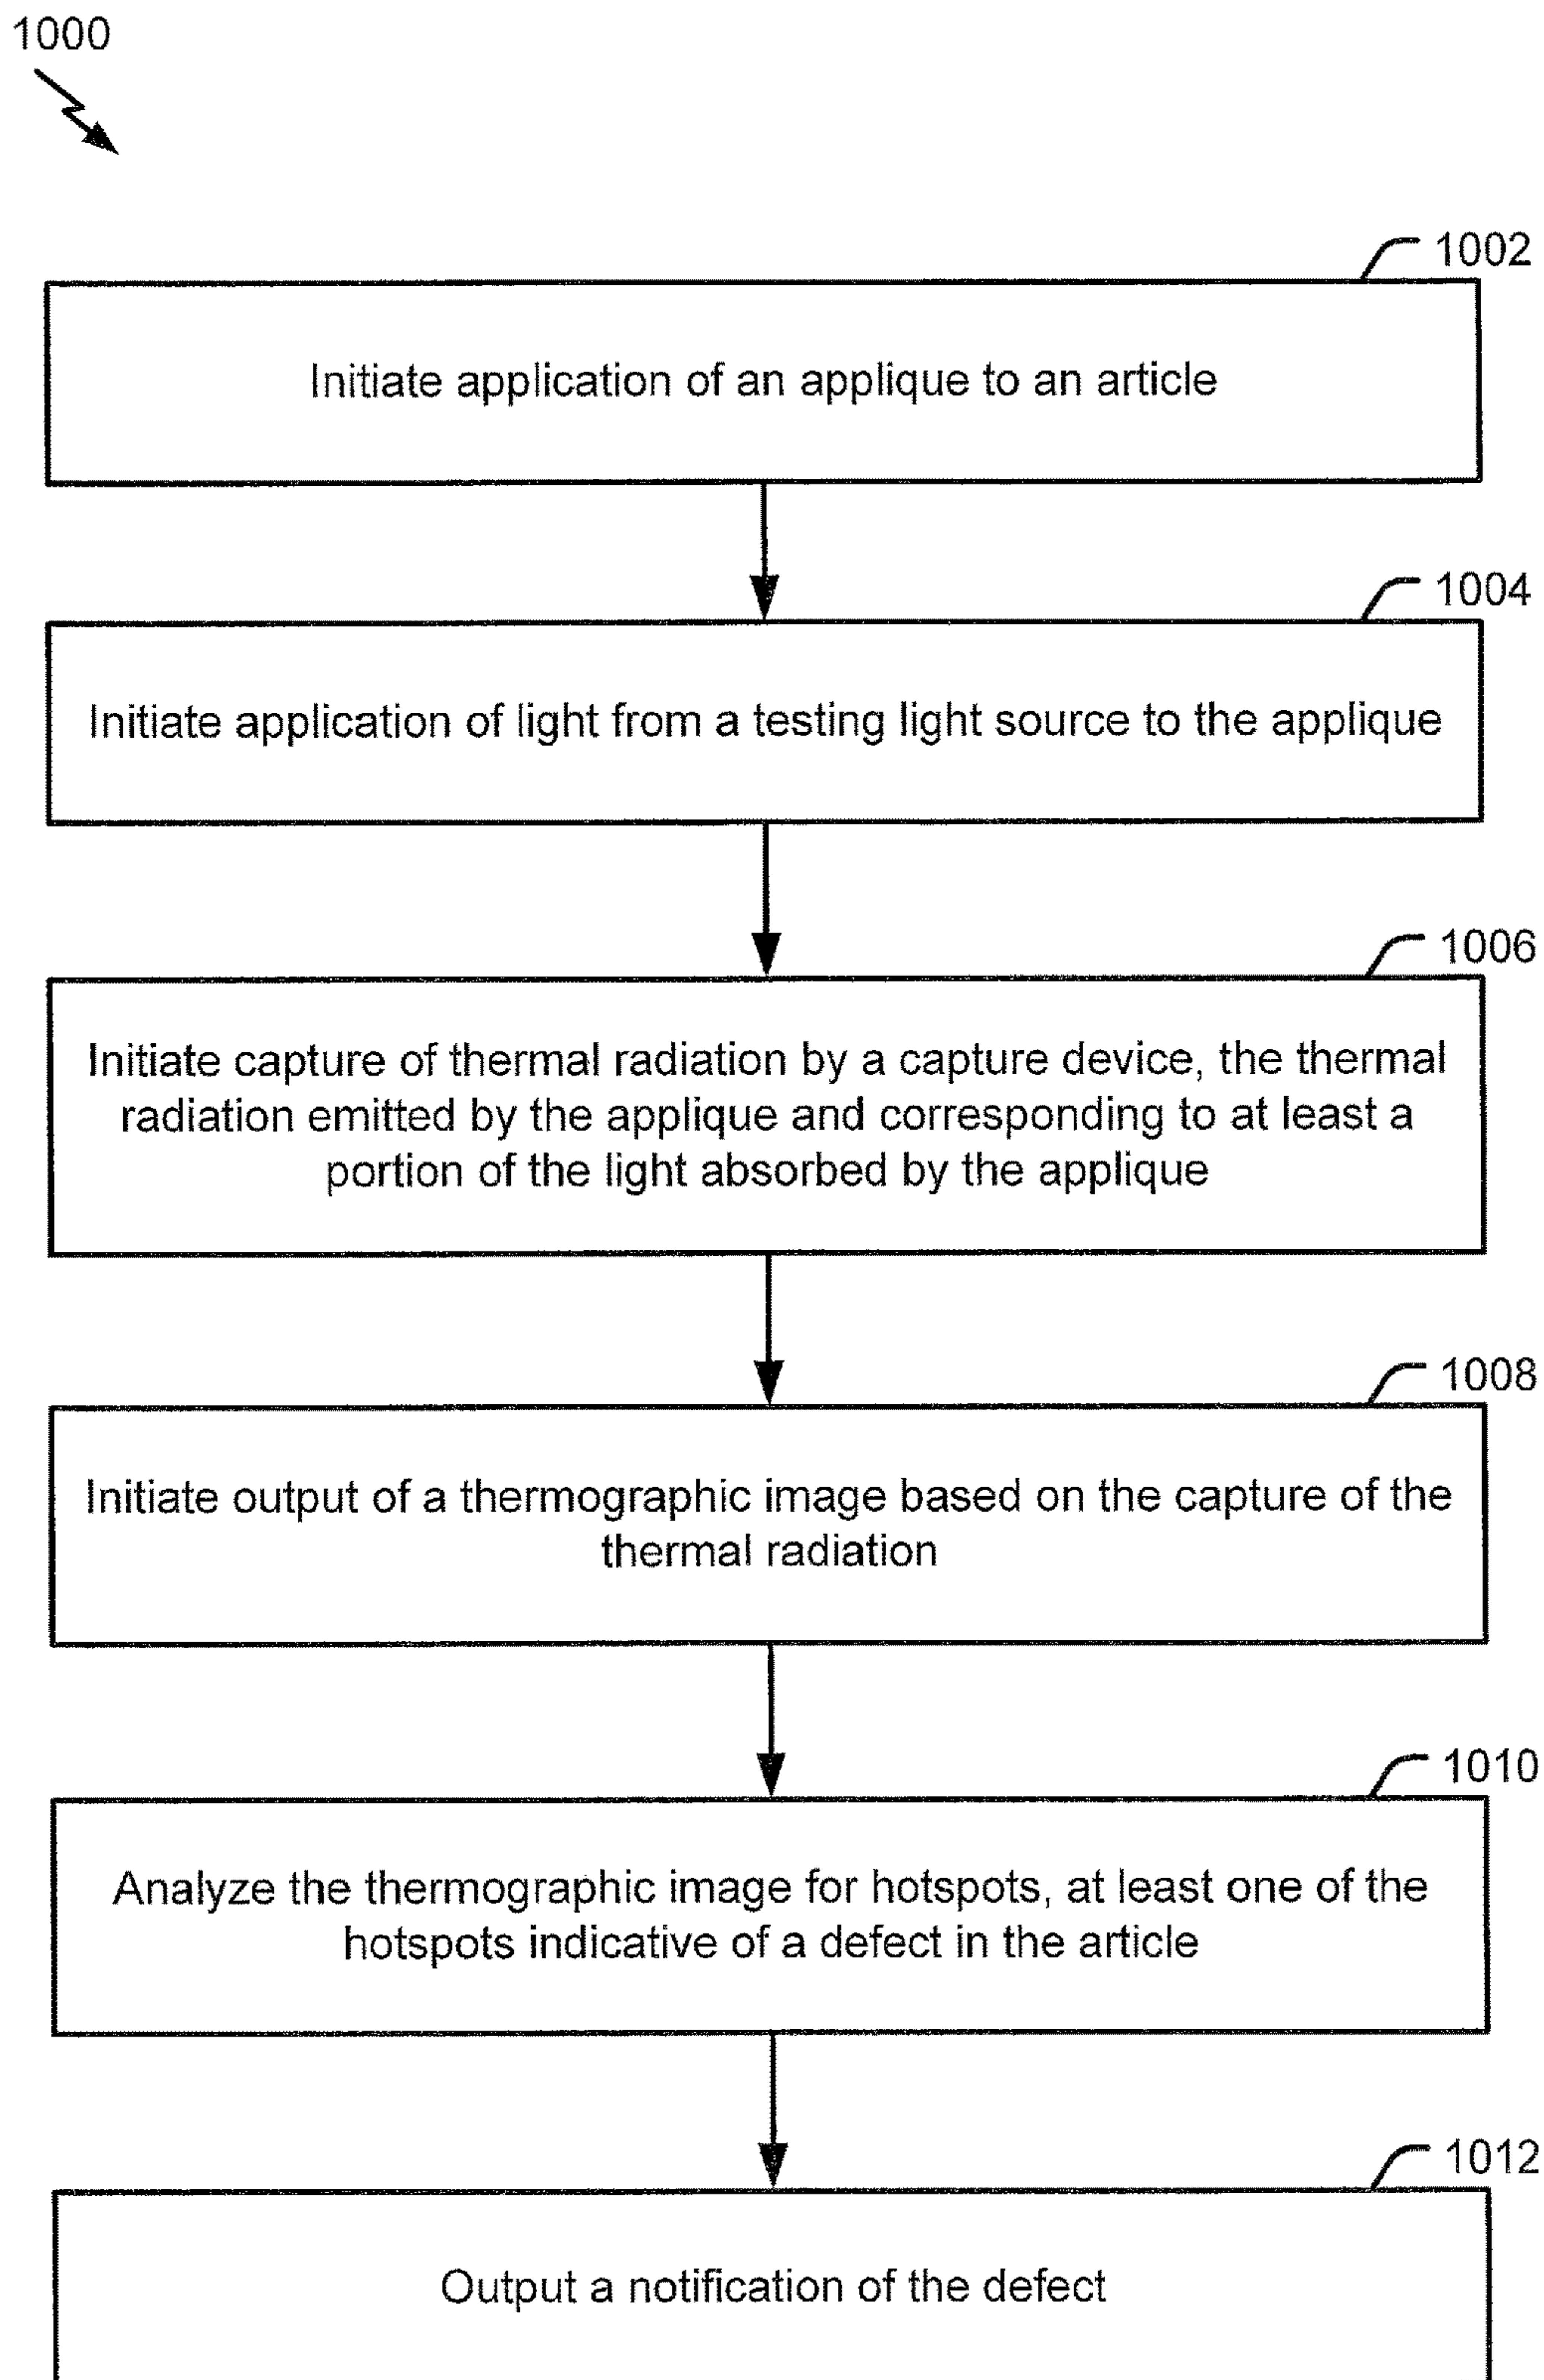 1000
1002
Initiate application of an applique to an article
1004
Initiate application of light from a testing light source to the applique
1006
Initiate capture of thermal radiation by a capture device, the thermal
radiation emitted by the applique and corresponding to at least a
portion of the light absorbed by the applique
1008
Initiate output of a thermographic image based on the capture of the
thermal radiation
1010
Analyze the thermographic image for hotspots, at least one of the
hotspots indicative of a defect in the article
1012
Output a notification of the defect